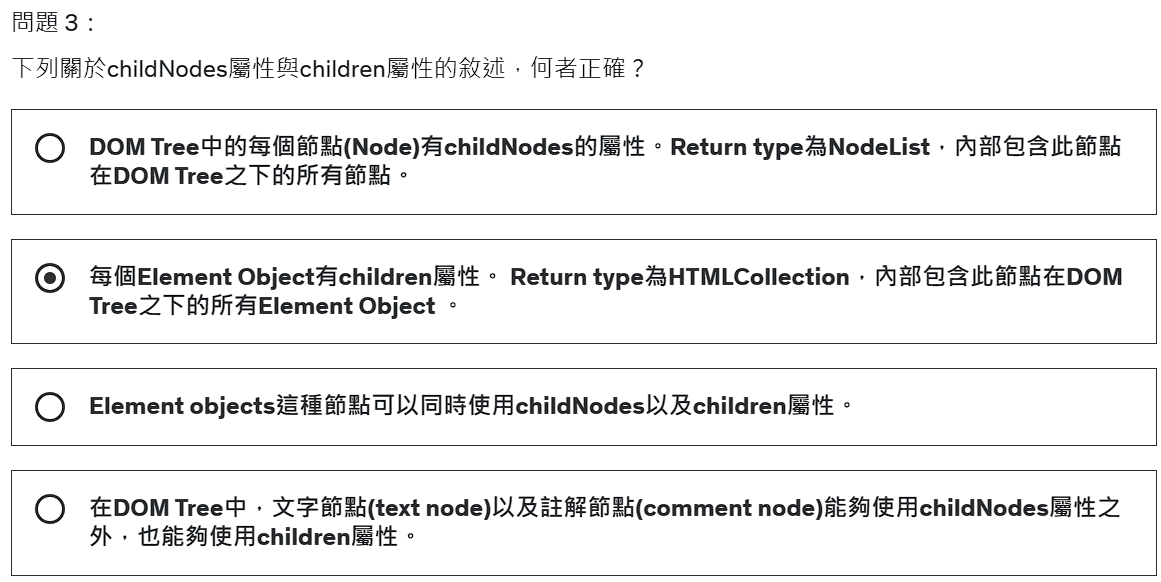 問題 3：
下列關於childNodes屬性與children屬性的敘述，何者正確？
DOM Tree中的每個節點(Node)有childNodes的屬性。Return type為NodeList，內部包含此節點
在DOM Tree之下的所有節點。
每個Element Object有children屬性。 Return type為HTMLCollection，內部包含此節點在DOM
Tree之下的所有Element Object 。
Element objects這種節點可以同時使用childNodes以及children屬性。
在DOM Tree中，文字節點(text node)以及註解節點(comment node)能夠使用childNodes屬性之
外，也能夠使用children屬性。